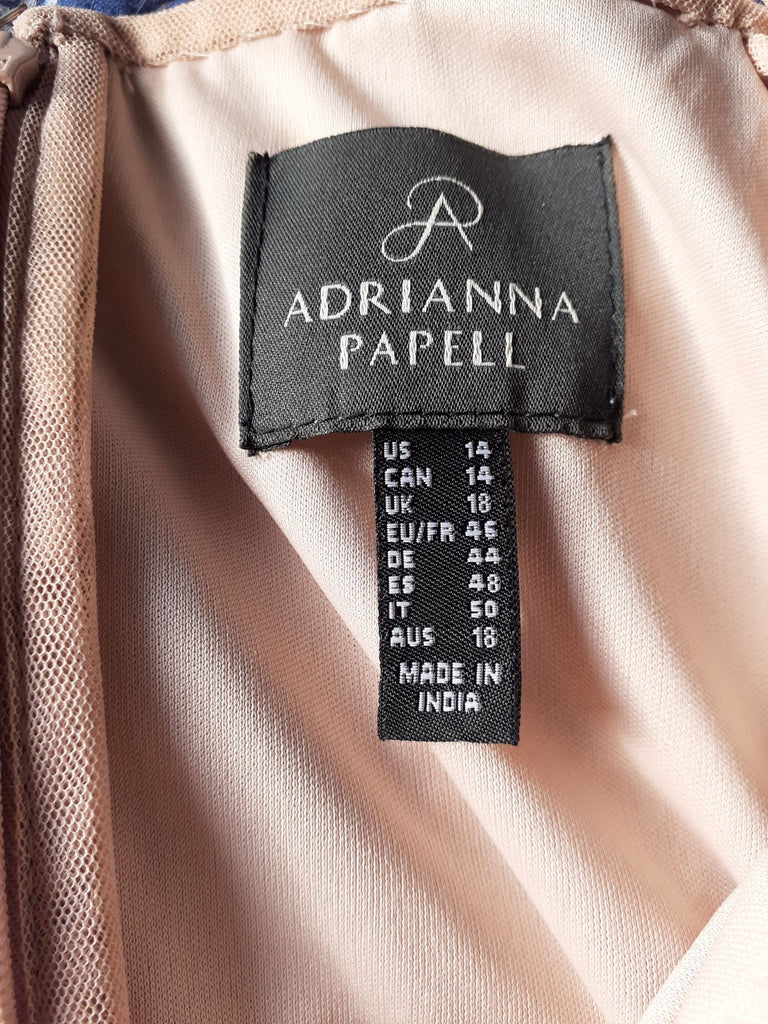 ADRIANNA
PAPELL
US 14
CAN 14
UK 18
EU/FR 46
DE 44
ES 48
IT 50
AUS 18
MADE IN
INDIA